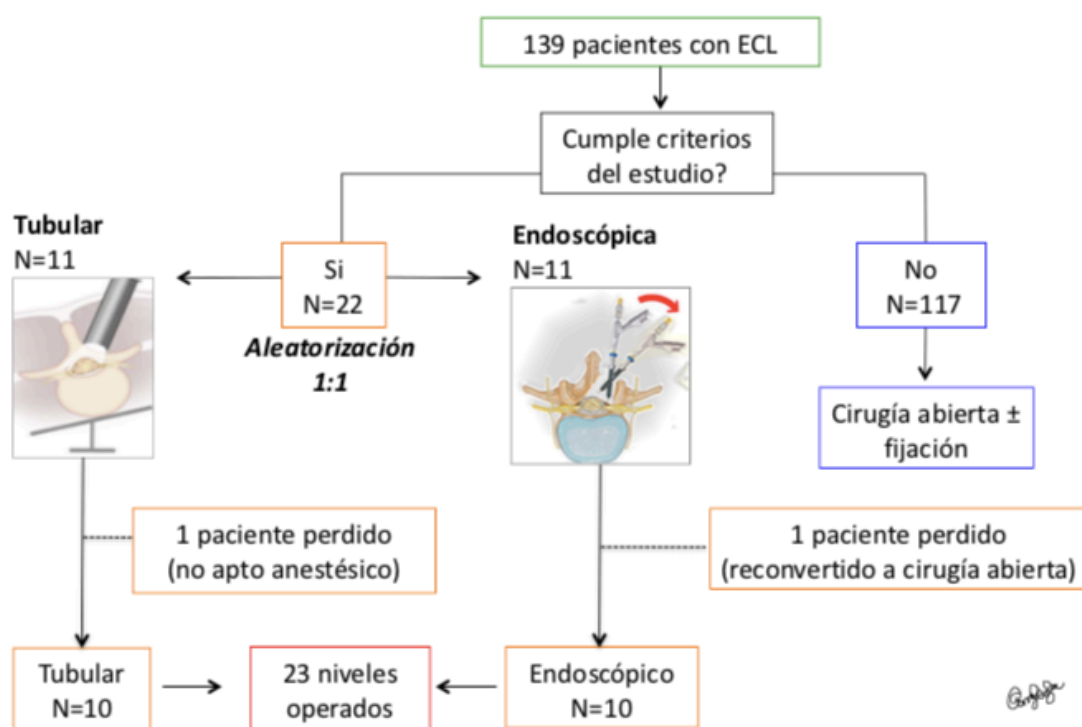 139 pacientes con ECL
Cumple criterios
del estudio?
Tubular
N=11
Si
N=22
Aleatorización
1:1
Endoscópica
N=11
No
N=117
Cirugía abierta ±
fijación
1 paciente perdido
(no apto anestésico)
1 paciente perdido
(reconvertido a cirugía abierta)
Tubular
N=10
23 niveles
operados
Endoscópico
N=10